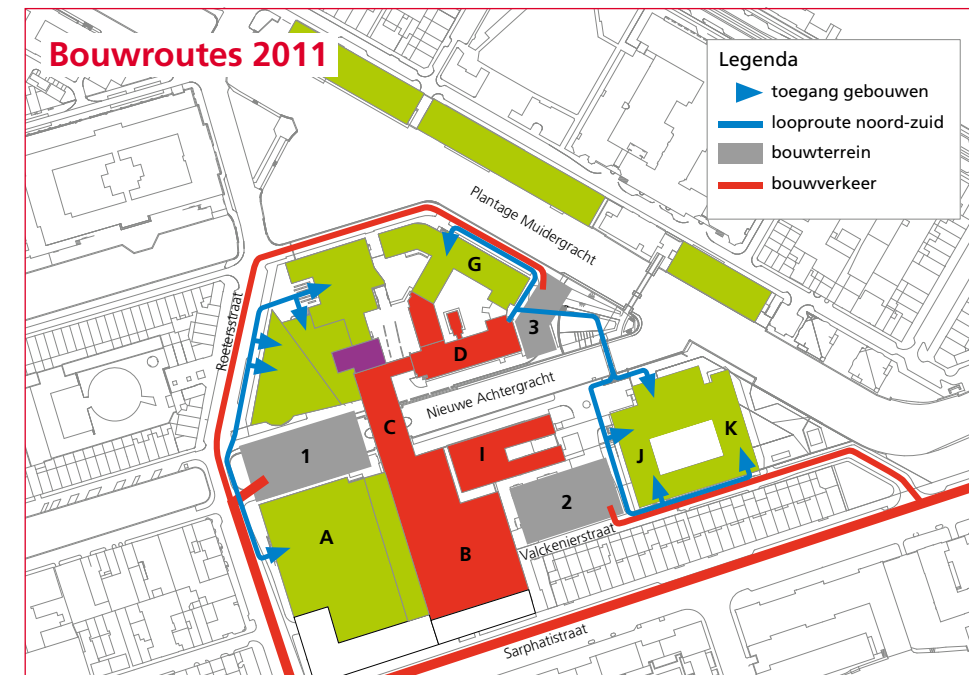 Bouwroutes 2011
Legenda
toegang gebouwen
looproute noord-zuid
bouwterrein
bouwverkeer
Plantage Muidergracht
Roetersstraat
G
3
D
Nieuwe Achtergracht
C
K
J
I
1
2
A
B
Valckenierstraat
Sarphatistraat